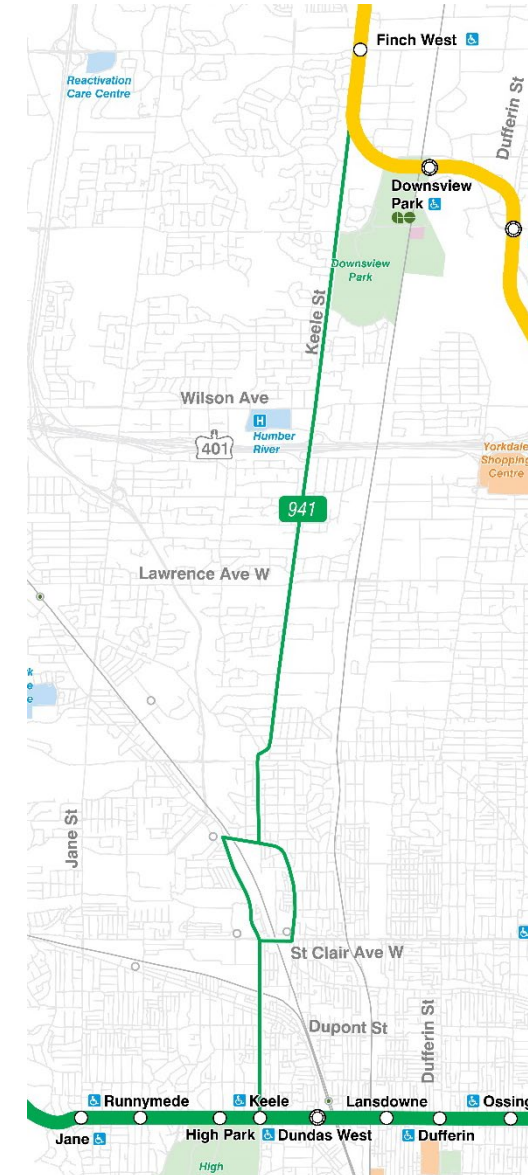 Finch West
Reactivation
Care Centre
Dufferin St
Downsview
Park
Downsview
Park
Keele St
Wilson Ave
H
Humber
River
401
Yorkdale
Shopping
Centre
941
Lawrence Ave W
k
e
e
Jane St
St Clair Ave W
Dupont St
Dufferin St
Runnymede
Keele
Lansdowne
Ossing
Jane
High Park
Dundas West
Dufferin
High